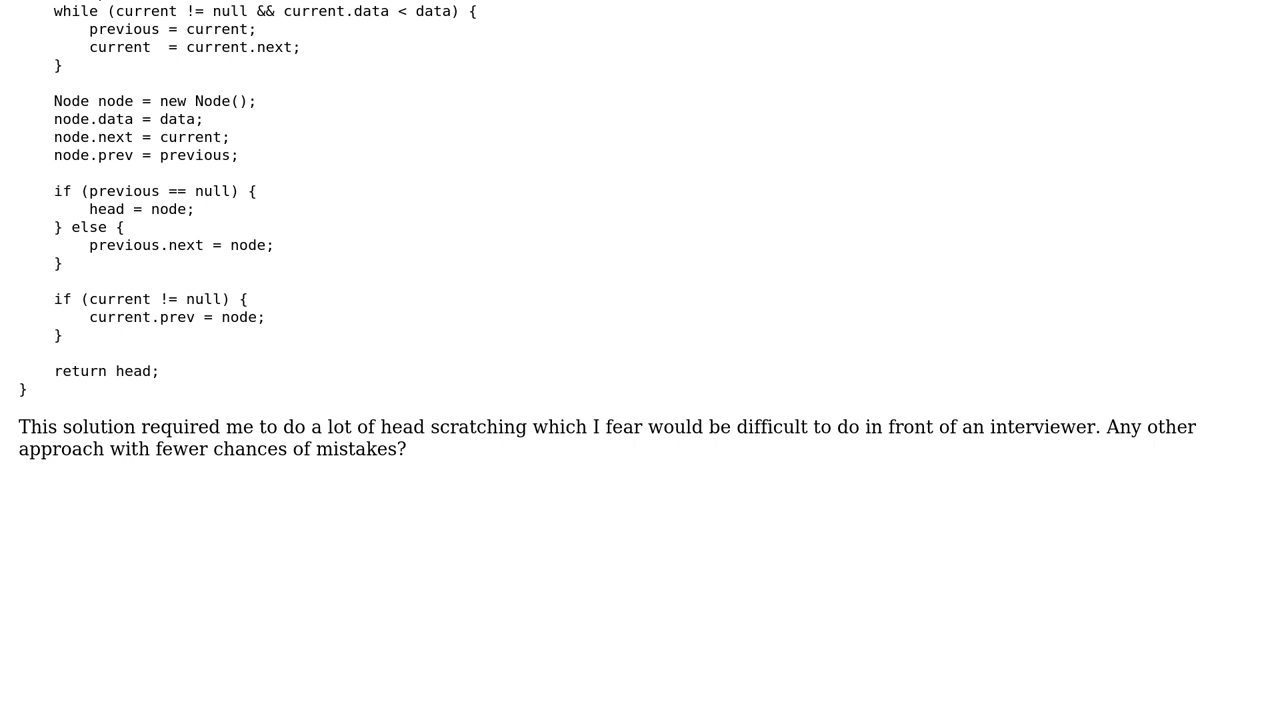 while (current != null && current.data < data) {
previous = current;
current  = current.next;
}
Node node = new Node();
node.data = data;
node.next = current;
node.prev = previous;
if (previous == null) {
head = node;
} else {
previous.next = node;
}
if (current != null) {
current.prev = node;
}
return head;
}
This solution required me to do a lot of head scratching which I fear would be difficult to do in front of an interviewer. Any other
approach with fewer chances of mistakes?